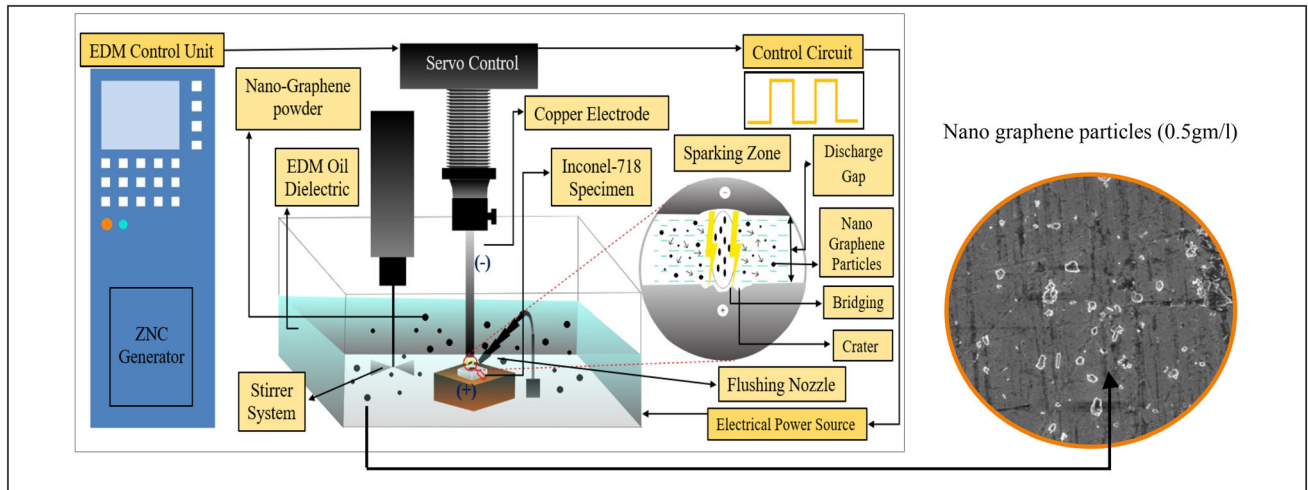 EDM Control Unit
Servo Control
Control Circuit
Nano-Graphene
powder
Copper Electrode
EDM Oil
Dielectric
Inconel-718
Specimen
Sparking Zone
Discharge
Gap
Nano
Graphene
Particles
Bridging
Crater
(-)
(+)
−
+
ZNC
Generator
Stirrer
System
Flushing Nozzle
Electrical Power Source
Nano graphene particles (0.5gm/l)